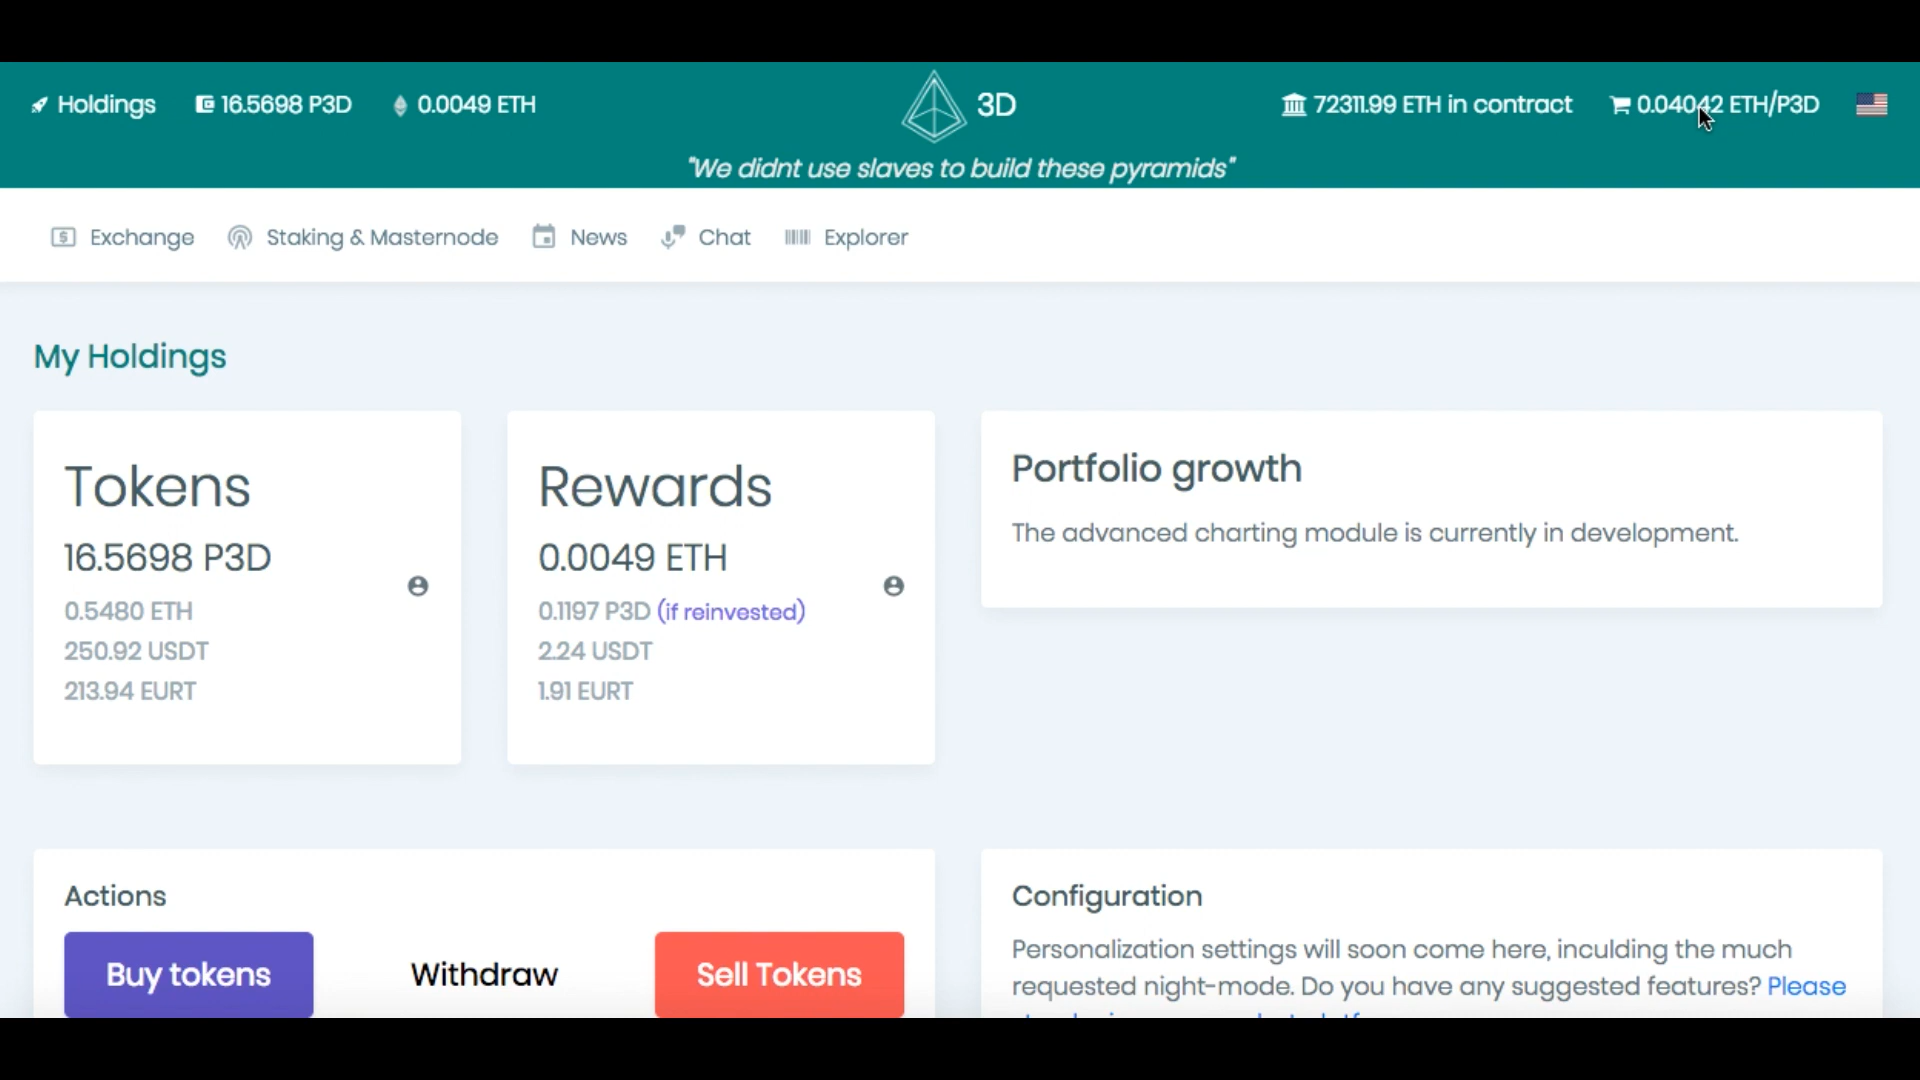 Holdings 16.5698 P3D 0.0049 ETH 3D 72311.99 ETH in contract 0.04042 ETH/P3D
"We didnt use slaves to build these pyramids"
Exchange Staking & Masternode News Chat Explorer
My Holdings
Tokens
16.5698 P3D
0.5480 ETH
250.92 USDT
213.94 EURT
Rewards
0.0049 ETH
0.1197 P3D (if reinvested)
2.24 USDT
1.91 EURT
Portfolio growth
The advanced charting module is currently in development.
Actions
Buy tokens Withdraw Sell Tokens
Configuration
Personalization settings will soon come here, inculding the much
requested night-mode. Do you have any suggested features? Please